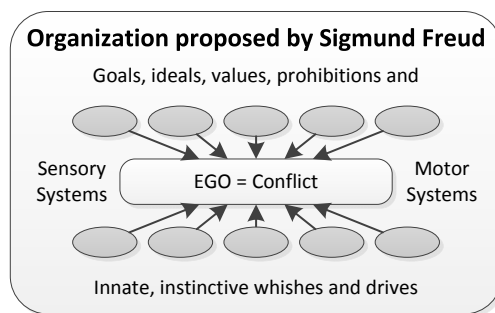 Organization proposed by Sigmund Freud
Goals, ideals, values, prohibitions and
Sensory
Systems
EGO = Conflict
Motor
Systems
Innate, instinctive whishes and drives